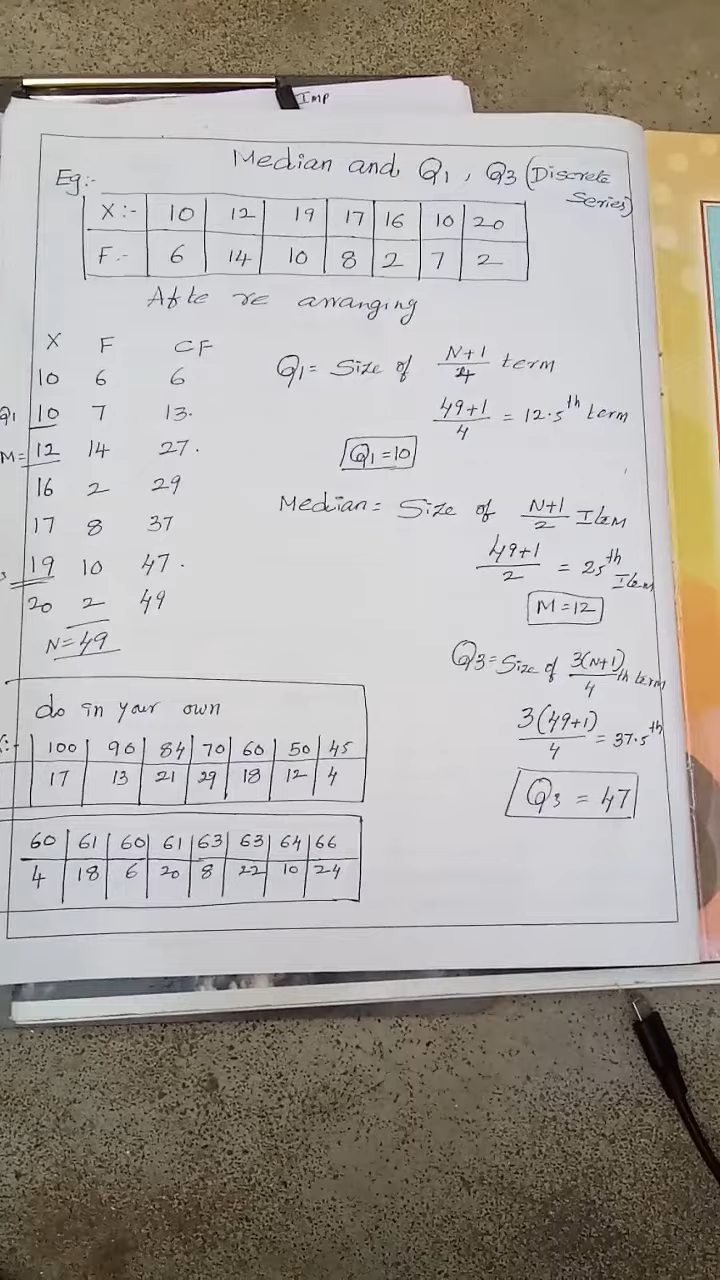 IMP
Median and Q1, Q3 (Discrete Series)
Eg:-
X:- 10 12 19 17 16 10 20
F:- 6 14 10 8 2 7 2
Afte re arranging
X F CF
10 6 6
Q1 10 7 13.
M= 12 14 27.
16 2 29
17 8 37
19 10 47.
20 2 49
N=49
Q1= Size of N+1/4 term
49+1/4 = 12.5th term
Q1=10
Median= Size of N+1/2 Item
49+1/2 = 25th Item
M=12
Q3=Size of 3(N+1)/4 th term
3(49+1)/4 = 37.5th
Q3 = 47
do in your own
100 90 84 70 60 50 45
17 13 21 29 18 12 4
60 61 60 61 63 63 64 66
4 18 6 20 8 22 10 24